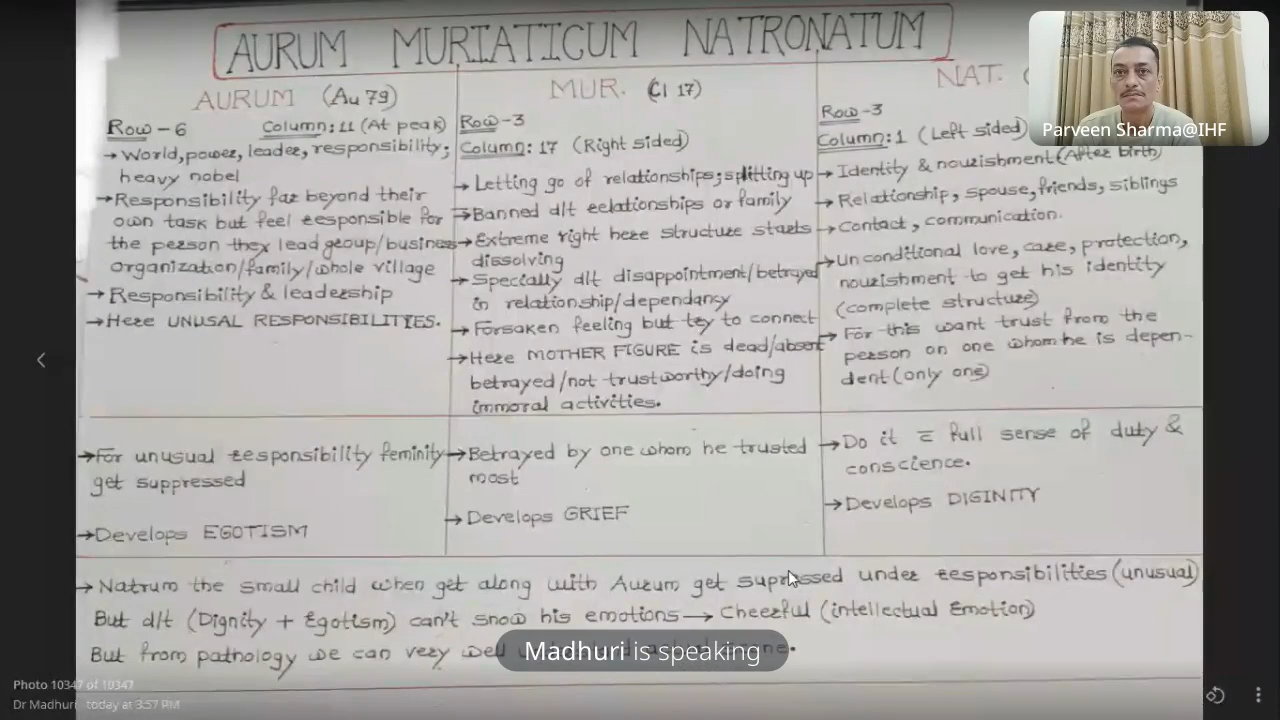 AURUM MURIATICUM NATRONATUM
AURUM (Au 79)
Row-6 Column: 11 (At peak)
→ World, power, leader, responsibility;
heavy nobel
→ Responsibility far beyond their
own task but feel responsible for
the person they lead group/business
organization/family/whole village
→ Responsibility & leadership
→ Here UNUSAL RESPONSIBILITYES.
MUR. (Cl 17)
Row-3
Column: 17 (Right sided)
→ Letting go of relationships; splitting up
→ Banned d/t relationships or family
→ Extreme right here structure starts
dissolving
→ Specially d/t disappointment/betrayed
in relationship/dependancy
→ Forsaken feeling but try to connect
→ Here MOTHER FIGURE is dead/absent
betrayed/not trustworthy/doing
immoral activities.
NAT. (
Row-3
Column: 1 (Left sided)
→ Identity & nourishment (After birth)
→ Relationship, spouse, friends, siblings
→ Contact, communication.
→ Unconditional love, care, protection,
nourishment to get his identity
(complete structure)
→ For this want trust from the
person on one whom he is depen-
dent (only one)
→ For unusual responsibility feminity
get suppressed
→ Develops EGOTISM
→ Betrayed by one whom he trusted
most
→ Develops GRIEF
→ Do it c̄ full sense of duty &
conscience.
→ Develops DIGINITY
→ Natrum the small child when get along with Aurum get supressed under responsibilities (unusual)
But d/t (Dignity + Egotism) can't snow his emotions → Cheerful (intellectual Emotion)
But from pathology we can very well
Parveen Sharma@IHF
Madhuri is speaking
Photo 10347 of 10347
Dr Madhuri, today at 3:57 PM